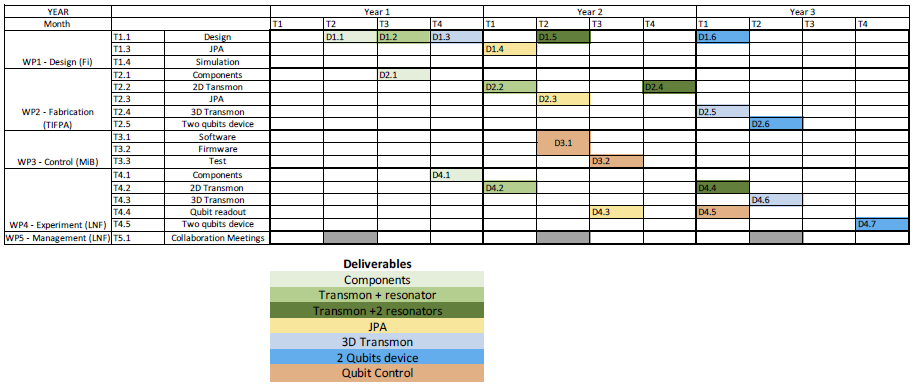 YEAR Year 1 Year 2 Year 3
Month T1 T2 T3 T4 T1 T2 T3 T4 T1 T2 T3 T4
T1.1 Design D1.1 D1.2 D1.3 D1.5 D1.6
T1.3 JPA D1.4
WP1 - Design (Fi) T1.4 Simulation
T2.1 Components D2.1
T2.2 2D Tansmon D2.2 D2.4
T2.3 JPA D2.3
WP2 - Fabrication T2.4 3D Transmon D2.5
(TIFPA) T2.5 Two qubits device D2.6
T3.1 Software
D3.1
T3.2 Firmware
WP3 - Control (MiB) T3.3 Test D3.2
T4.1 Components D4.1
T4.2 2D Transmon D4.2 D4.4
T4.3 3D Transmon D4.6
T4.4 Qubit readout D4.3 D4.5
WP4 - Experiment (LNF) T4.5 Two qubits device D4.7
WP5 - Management (LNF) T5.1 Collaboration Meetings
Deliverables
Components
Transmon + resonator
Transmon +2 resonators
JPA
3D Transmon
2 Qubits device
Qubit Control